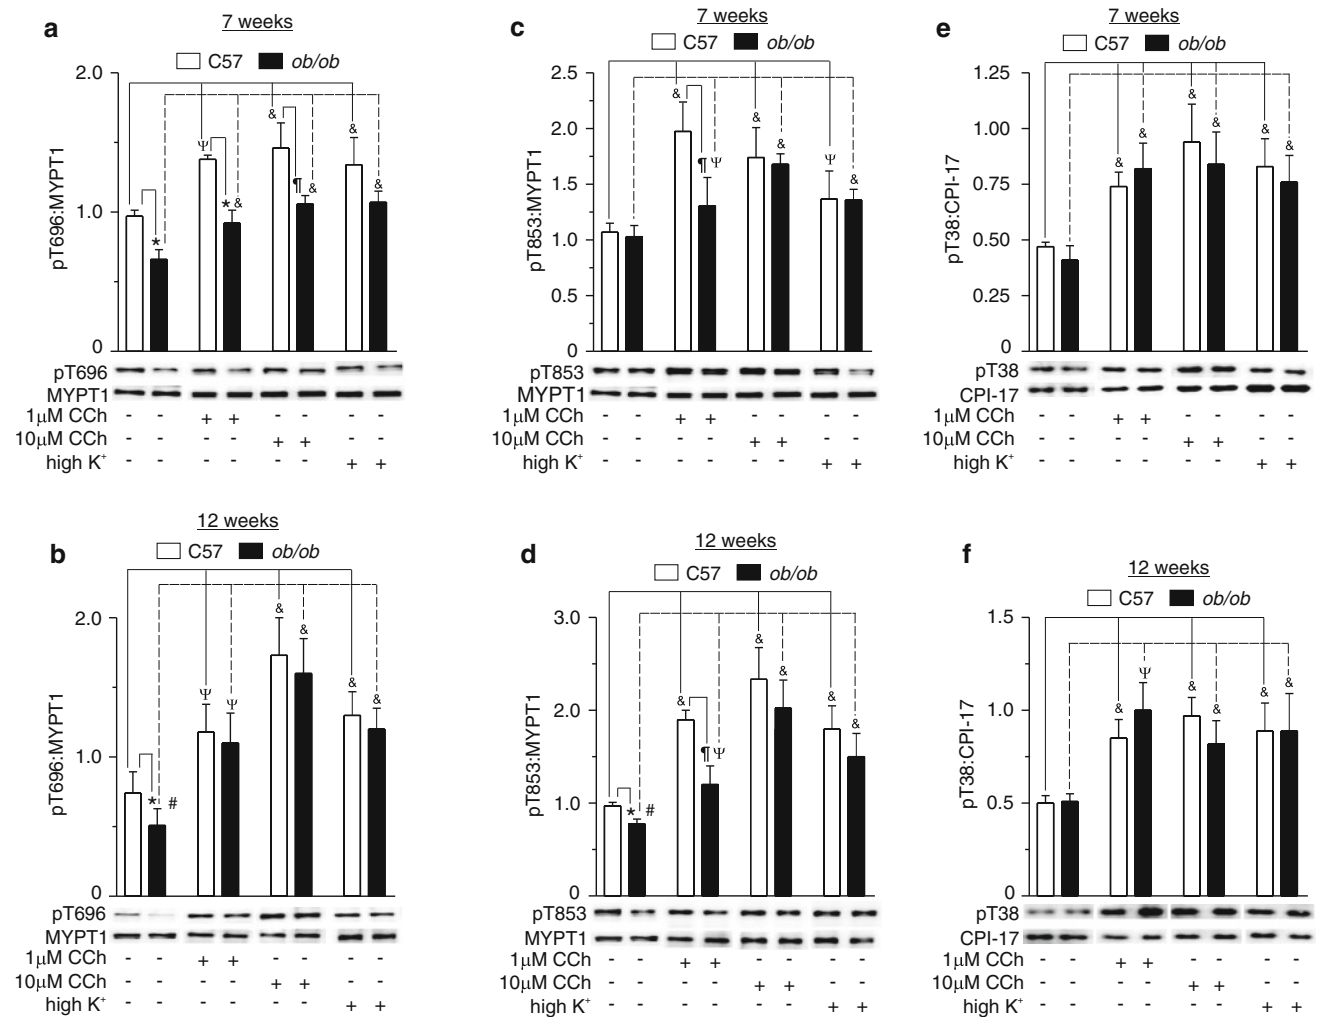 a
7 weeks
C57 ob/ob
2.0
1.0
0
pT696:MYPT1
& Ψ & & * *& ¶ & &
pT696
MYPT1
1μM CCh - - + + - - - -
10μM CCh - - - - + + - -
high K+ - - - - - - + +
c
7 weeks
C57 ob/ob
2.5
2.0
1.5
1.0
0.5
0
pT853:MYPT1
& & & Ψ ¶ Ψ &
pT853
MYPT1
1μM CCh - - + + - - - -
10μM CCh - - - - + + - -
high K+ - - - - - - + +
e
7 weeks
C57 ob/ob
1.25
1.00
0.75
0.50
0.25
0
pT38:CPI-17
& & & & & &
pT38
CPI-17
1μM CCh - - + + - - - -
10μM CCh - - - - + + - -
high K+ - - - - - - + +
b
12 weeks
C57 ob/ob
2.0
1.0
0
pT696:MYPT1
* # Ψ Ψ & & & &
pT696
MYPT1
1μM CCh - - + + - - - -
10μM CCh - - - - + + - -
high K+ - - - - - - + +
d
12 weeks
C57 ob/ob
3.0
2.0
1.0
0
pT853:MYPT1
* # & ¶ Ψ & & & &
pT853
MYPT1
1μM CCh - - + + - - - -
10μM CCh - - - - + + - -
high K+ - - - - - - + +
f
12 weeks
C57 ob/ob
1.5
1.0
0.5
0
pT38:CPI-17
& Ψ & & & &
pT38
CPI-17
1μM CCh - - + + - - - -
10μM CCh - - - - + + - -
high K+ - - - - - - + +